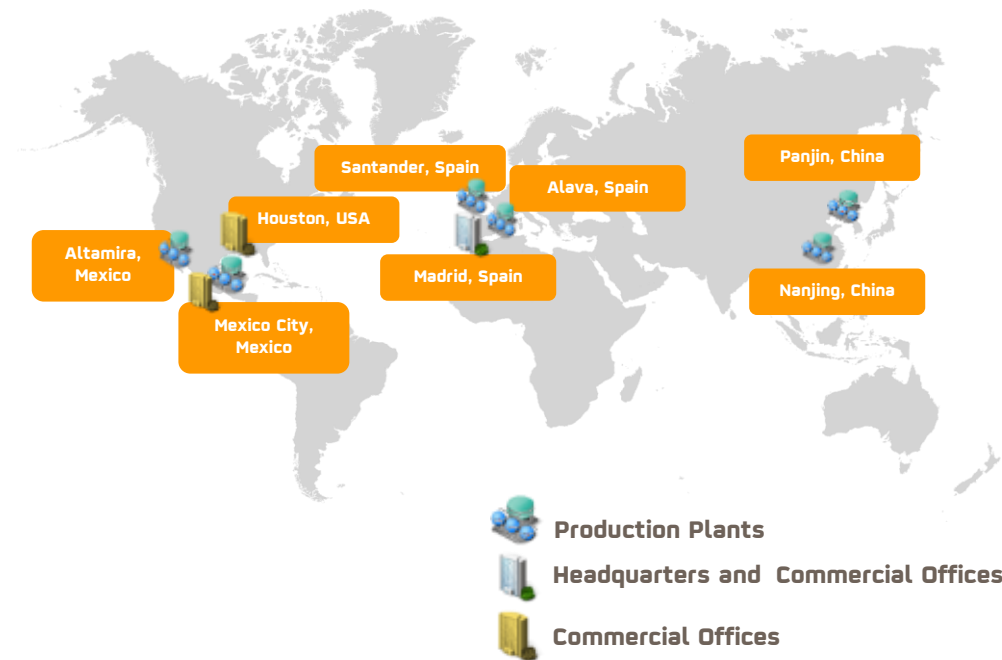 Santander, Spain
Alava, Spain
Panjin, China
Houston, USA
Altamira,
Mexico
Madrid, Spain
Nanjing, China
Mexico City,
Mexico
Production Plants
Headquarters and  Commercial Offices
Commercial Offices